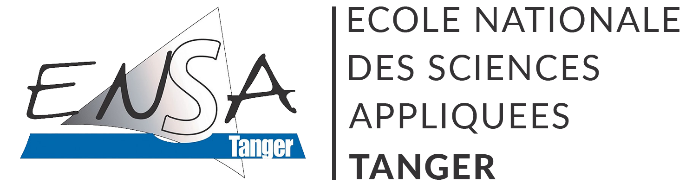 ENSA
Tanger
ECOLE NATIONALE
DES SCIENCES
APPLIQUEES
TANGER